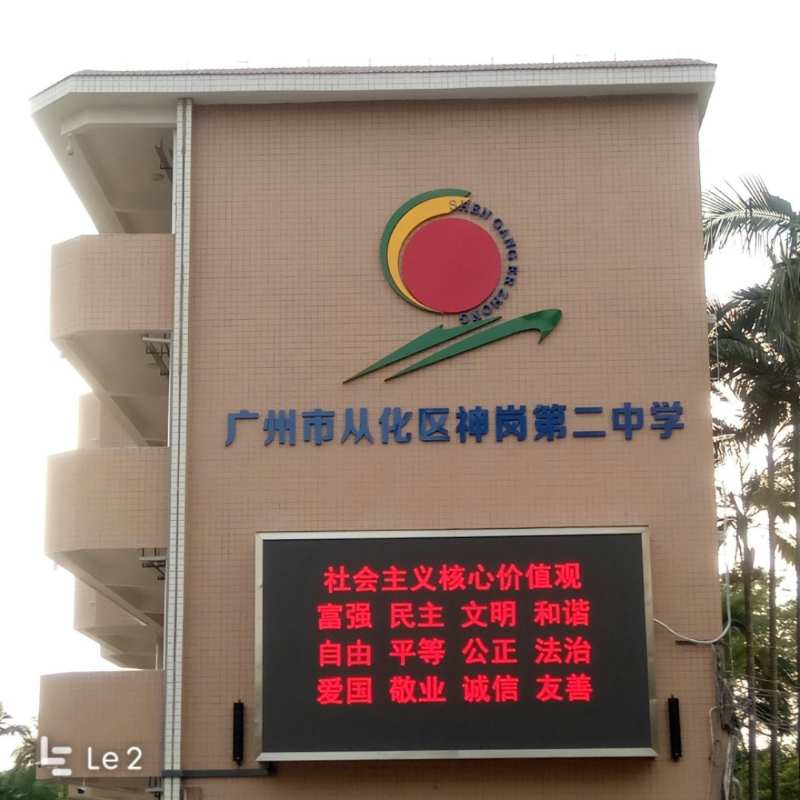 SHEN GANG ER ZHONG
广州市从化区神岗第二中学
社会主义核心价值观
富强 民主 文明 和谐
自由 平等 公正 法治
爱国 敬业 诚信 友善
Le 2